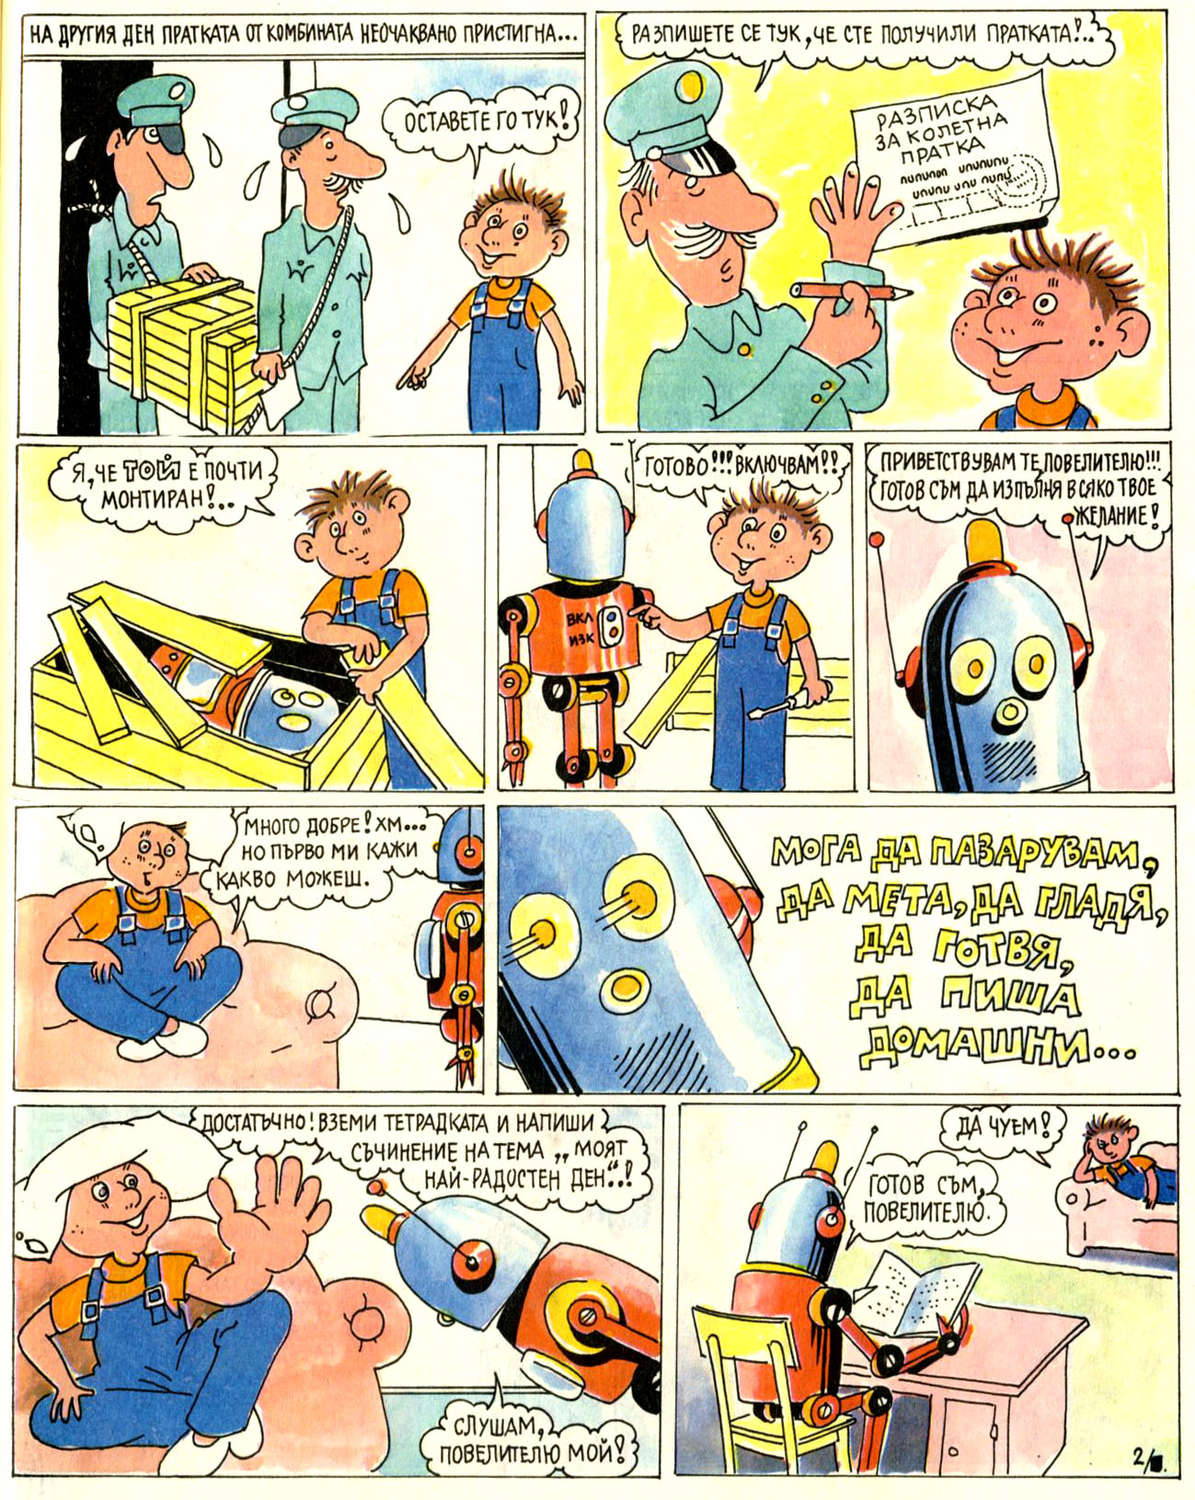 НА ДРУГИЯ ДЕН ПРАТКАТА ОТ КОМБИНАТА НЕОЧАКВАНО ПРИСТИГНА...
ОСТАВЕТЕ ГО ТУК!
РАЗПИШЕТЕ СЕ ТУК, ЧЕ СТЕ ПОЛУЧИЛИ ПРАТКАТА!..
РАЗПИСКА
ЗА КОЛЕТНА
ПРАТКА
Я, ЧЕ ТОЙ Е ПОЧТИ
МОНТИРАН!..
ГОТОВО!!! ВКЛЮЧВАМ!!
ВКЛ
ИЗК
ПРИВЕТСТВУВАМ ТЕ, ПОВЕЛИТЕЛЮ!!!
ГОТОВ СЪМ ДА ИЗПЪЛНЯ ВСЯКО ТВОЕ
ЖЕЛАНИЕ!
МНОГО ДОБРЕ! ХМ...
НО ПЪРВО МИ КАЖИ
КАКВО МОЖЕШ.
МОГА ДА ПАЗАРУВАМ,
ДА МЕТА, ДА ГЛАДЯ,
ДА ГОТВЯ,
ДА ПИША
ДОМАШНИ...
ДОСТАТЪЧНО! ВЗЕМИ ТЕТРАДКАТА И НАПИШИ
СЪЧИНЕНИЕ НА ТЕМА „МОЯТ
НАЙ-РАДОСТЕН ДЕН“..!
СЛУШАМ,
ПОВЕЛИТЕЛЮ МОЙ!
ДА ЧУЕМ!
ГОТОВ СЪМ,
ПОВЕЛИТЕЛЮ.
2/